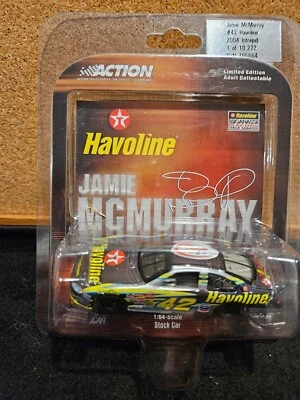 Jamie McMurray
#42 Havoline
2004 Intrepid
1 of 10,272
ACTION
Limited Edition
Adult Collectable
Havoline
JAMIE
MCMURRAY
Havoline
42
Havoline
1:64-Scale
Stock Car